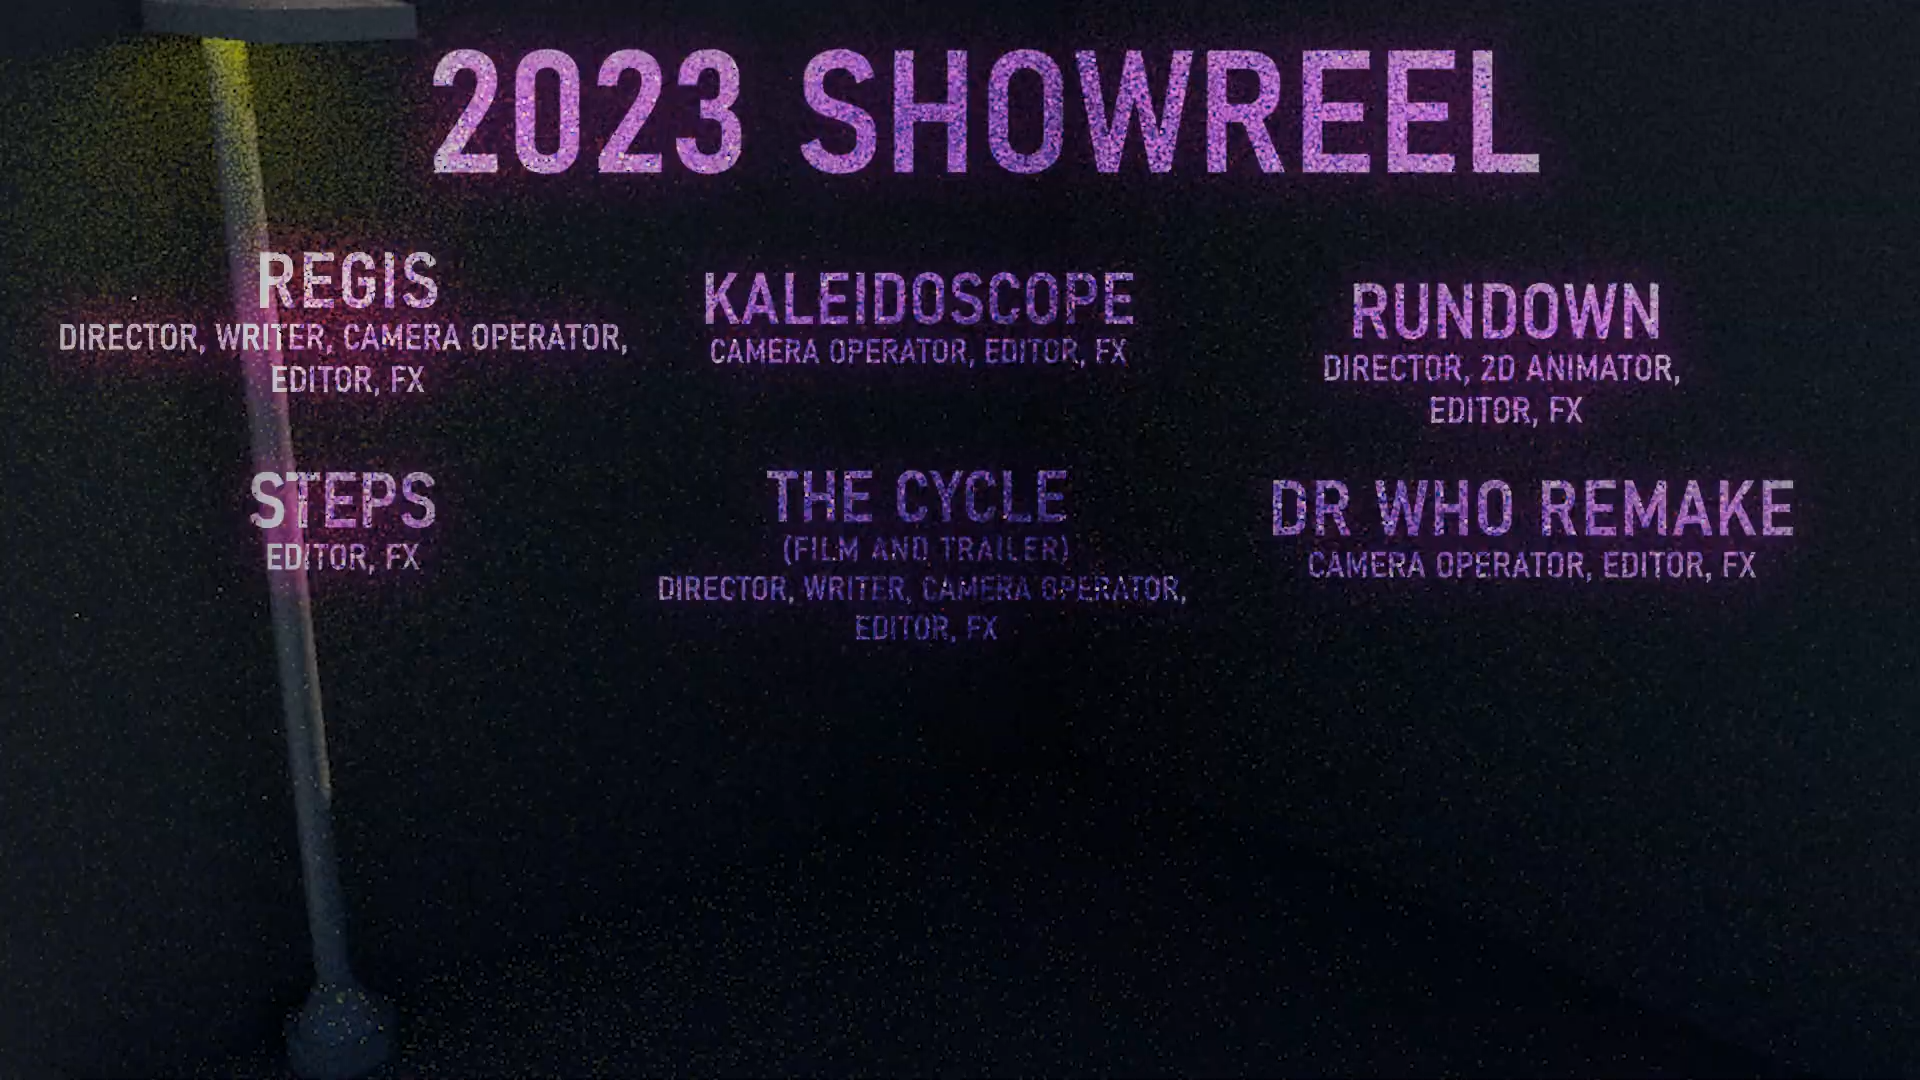 2023 SHOWREEL
REGIS
DIRECTOR, WRITER, CAMERA OPERATOR,
EDITOR, FX
KALEIDOSCOPE
CAMERA OPERATOR, EDITOR, FX
RUNDOWN
DIRECTOR, 2D ANIMATOR,
EDITOR, FX
STEPS
EDITOR, FX
THE CYCLE
(FILM AND TRAILER)
DIRECTOR, WRITER, CAMERA OPERATOR,
EDITOR, FX
DR WHO REMAKE
CAMERA OPERATOR, EDITOR, FX